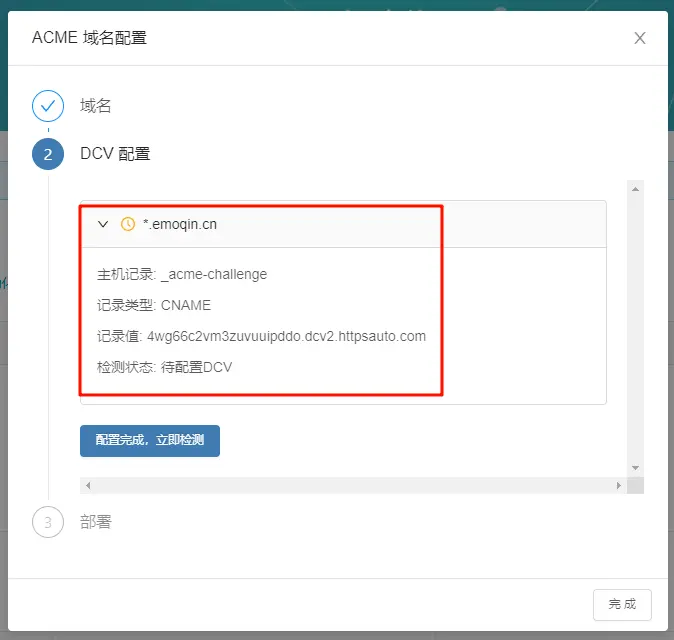 ACME 域名配置
域名
2
DCV 配置
*.emoqin.cn
主机记录: _acme-challenge
记录类型: CNAME
记录值: 4wg66c2vm3zuvuuipddo.dcv2.httpsauto.com
检测状态: 待配置DCV
配置完成，立即检测
3
部署
完 成